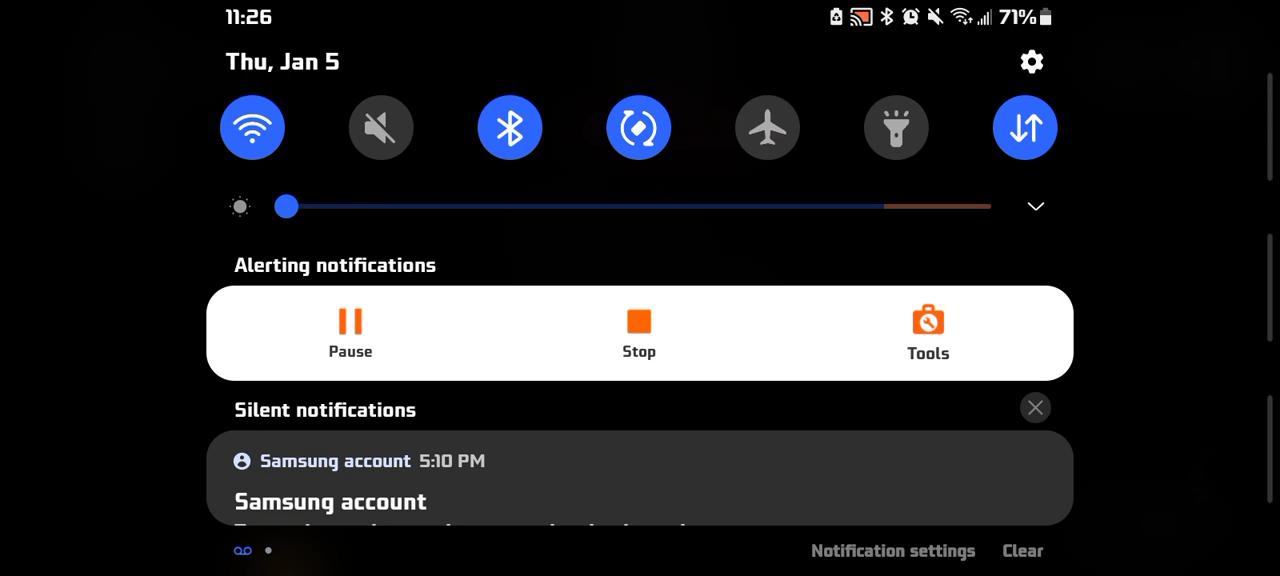 11:26
71%
Thu, Jan 5
Alerting notifications
Pause
Stop
Tools
Silent notifications
Samsung account 5:10 PM
Samsung account
Notification settings
Clear